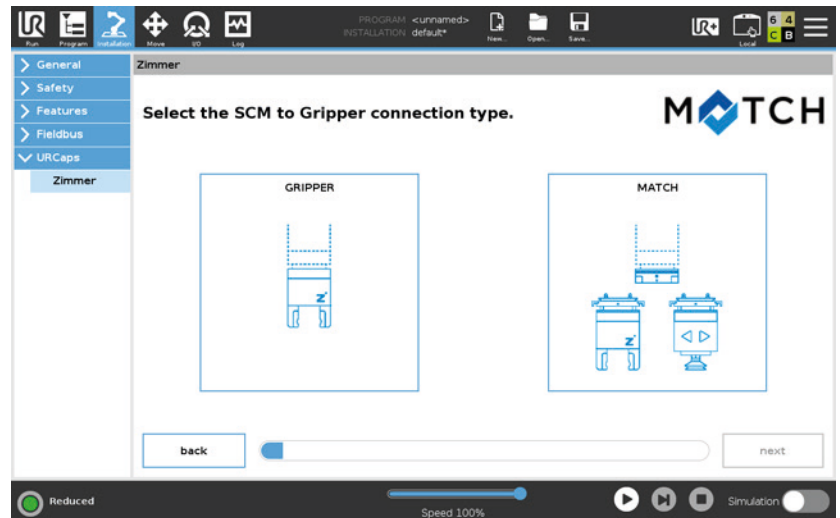 UR
Run
Program
Installation
Move
I/O
Log
PROGRAM <unnamed>
INSTALLATION default*
New...
Open...
Save...
UR+
Local
6 4
C B
General
Safety
Features
Fieldbus
URCaps
Zimmer
Zimmer
Select the SCM to Gripper connection type.
MATCH
GRIPPER
Z
MATCH
Z
back
next
Reduced
Speed 100%
Simulation